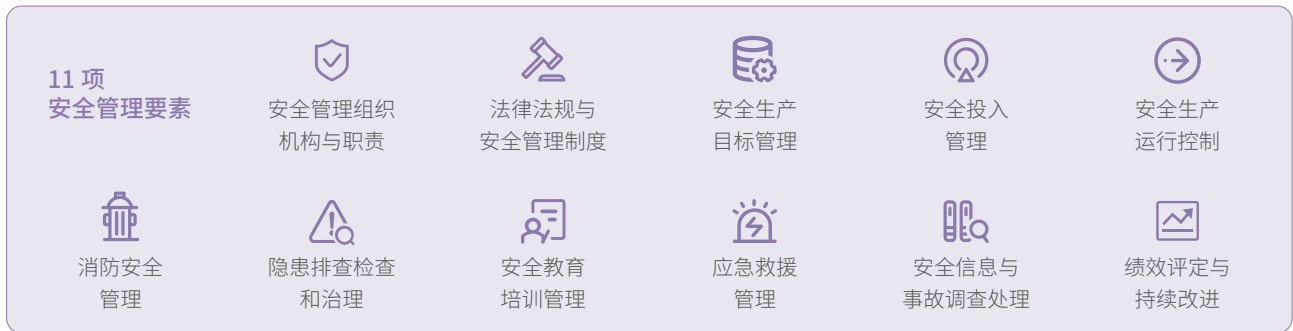 11 项
安全管理要素
安全管理组织
机构与职责
法律法规与
安全管理制度
安全生产
目标管理
安全投入
管理
安全生产
运行控制
消防安全
管理
隐患排查检查
和治理
安全教育
培训管理
应急救援
管理
安全信息与
事故调查处理
绩效评定与
持续改进